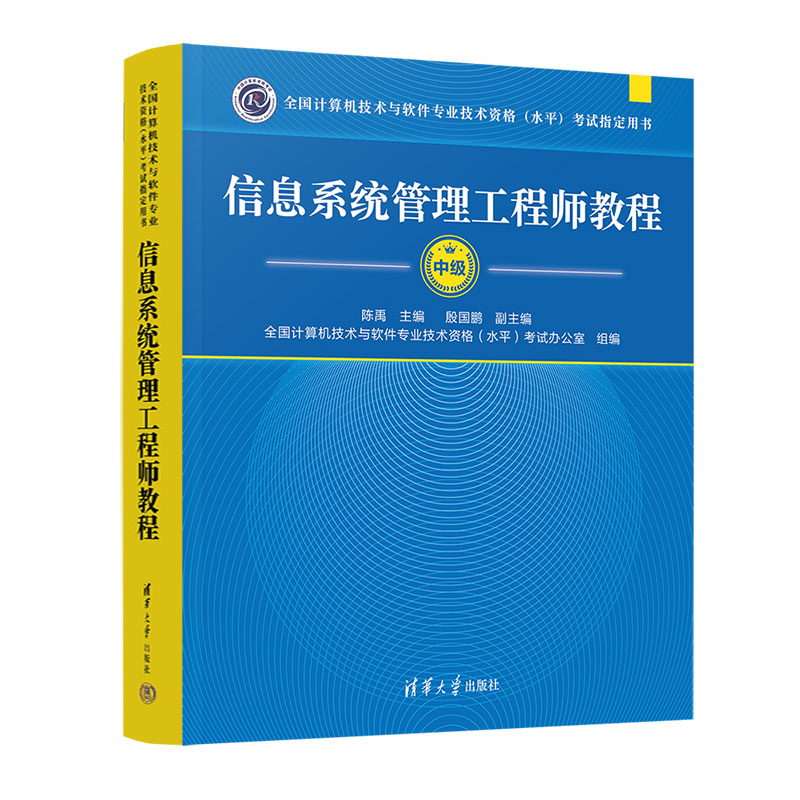 全国计算机技术与软件专业技术资格（水平）考试指定用书
信息系统管理工程师教程
中级
陈禹 主编 殷国鹏 副主编
全国计算机技术与软件专业技术资格（水平）考试办公室 组编
清华大学出版社
全国计算机技术与软件专业
技术资格（水平）考试指定用书
信息系统管理工程师教程
清华大学出版社